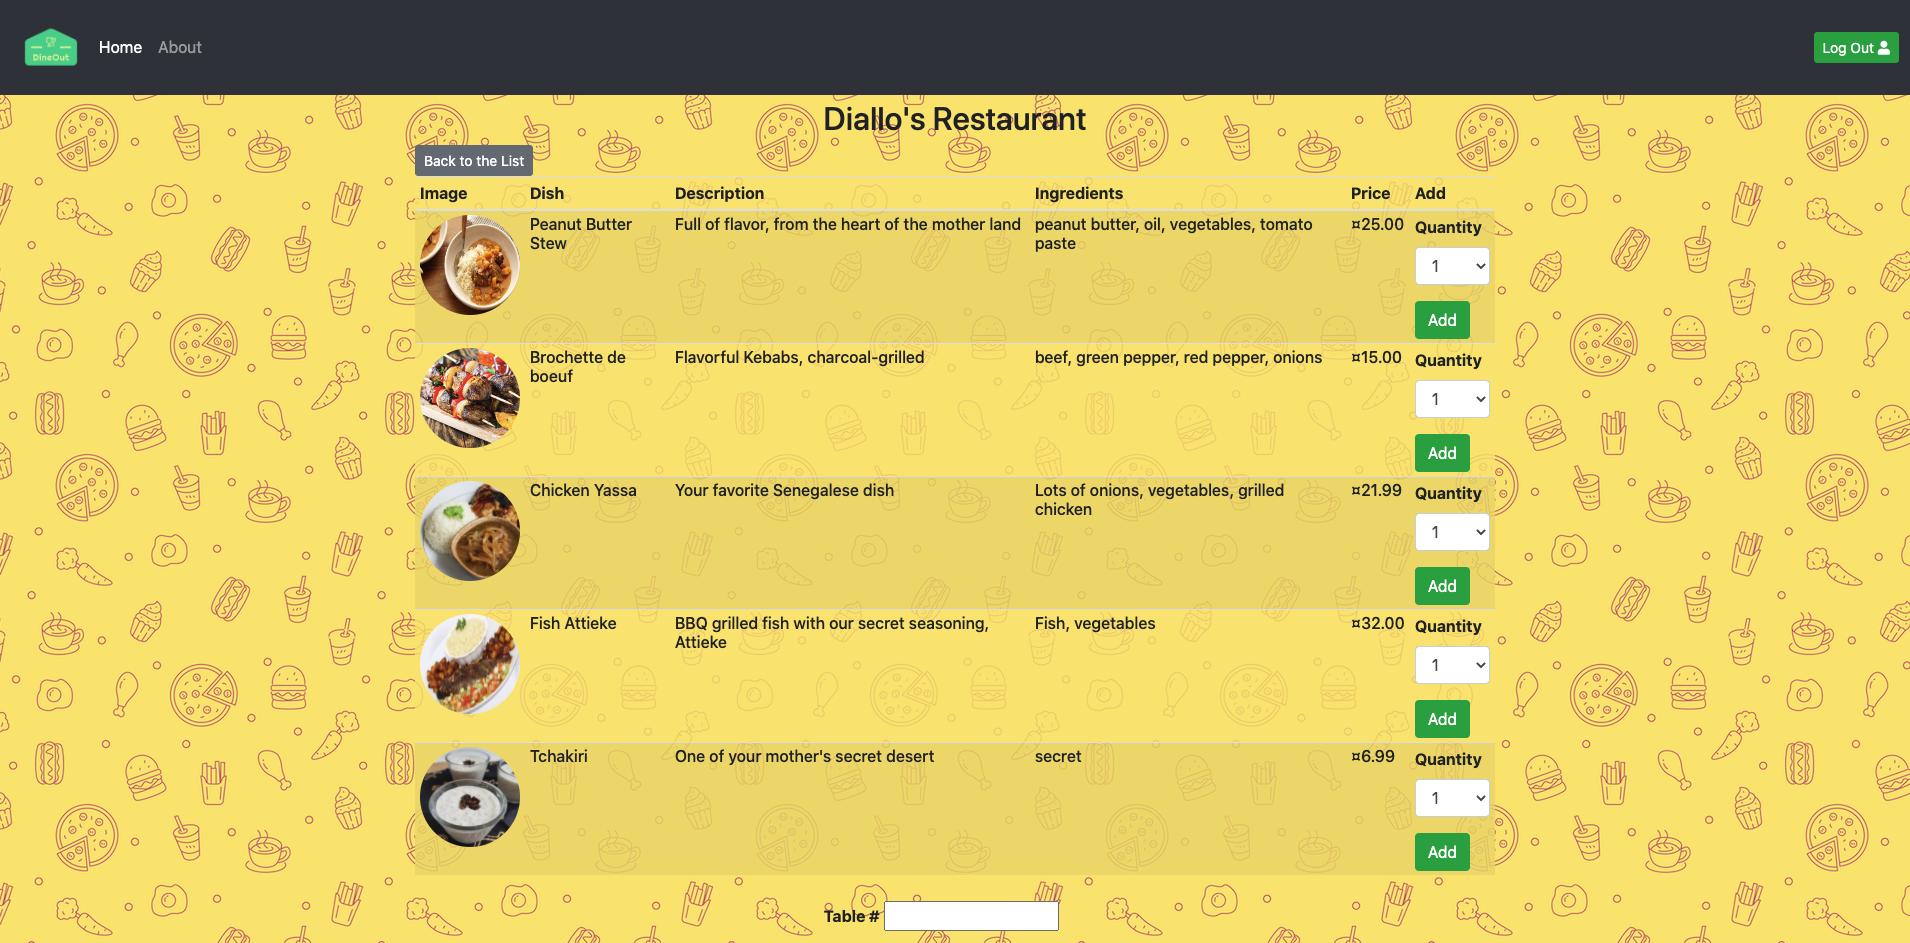 DineOut
Home
About
Log Out
Diallo's Restaurant
Back to the List
Image
Dish
Description
Ingredients
Price
Add
Peanut Butter
Stew
Full of flavor, from the heart of the mother land
peanut butter, oil, vegetables, tomato
paste
¤25.00
Quantity
1
Add
Brochette de
boeuf
Flavorful Kebabs, charcoal-grilled
beef, green pepper, red pepper, onions
¤15.00
Quantity
1
Add
Chicken Yassa
Your favorite Senegalese dish
Lots of onions, vegetables, grilled
chicken
¤21.99
Quantity
1
Add
Fish Attieke
BBQ grilled fish with our secret seasoning,
Attieke
Fish, vegetables
¤32.00
Quantity
1
Add
Tchakiri
One of your mother's secret desert
secret
¤6.99
Quantity
1
Add
Table #